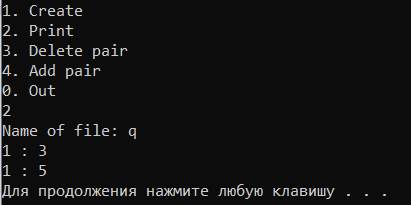 1. Create
2. Print
3. Delete pair
4. Add pair
0. Out
2
Name of file: q
1 : 3
1 : 5
Для продолжения нажмите любую клавишу . . .